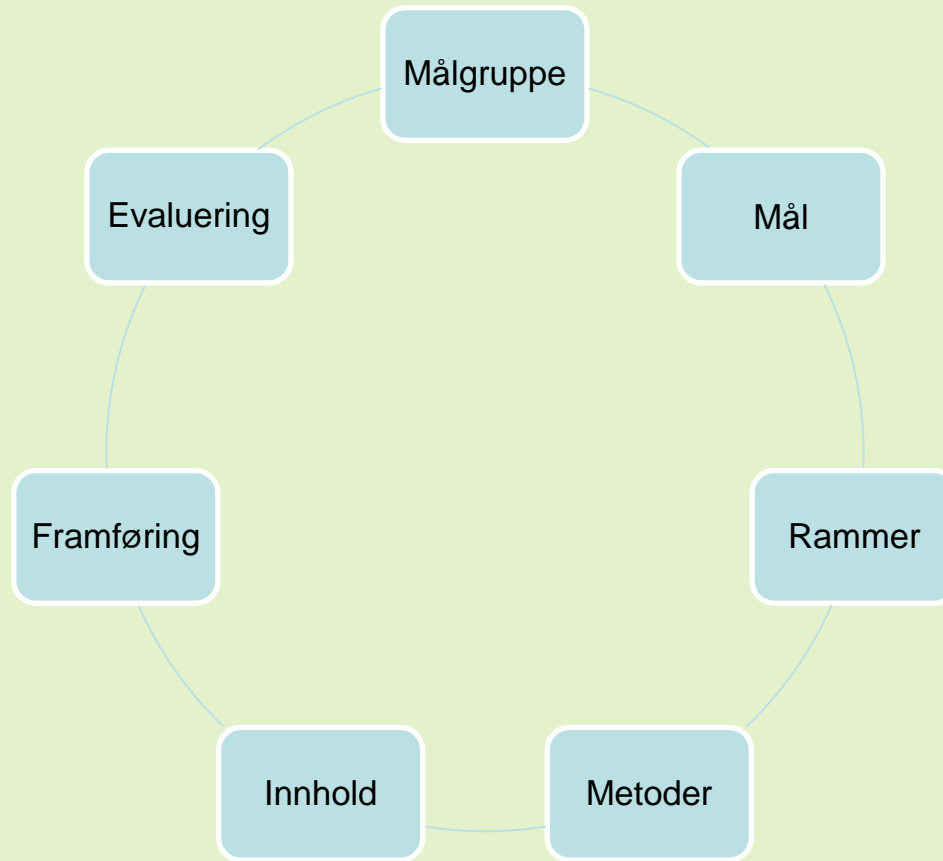 Målgruppe
Mål
Rammer
Metoder
Innhold
Framføring
Evaluering